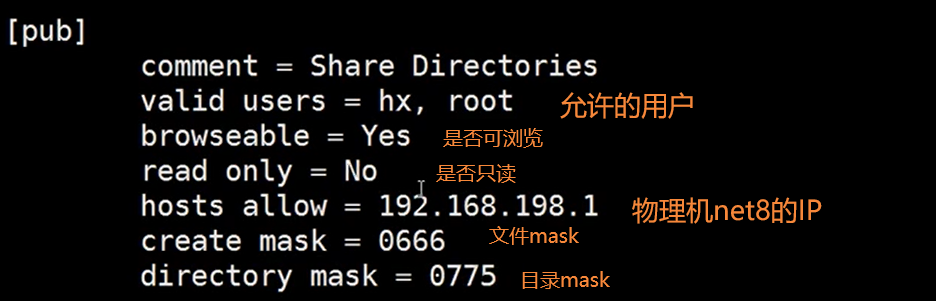 [pub]
comment = Share Directories
valid users = hx, root 允许的用户
browseable = Yes 是否可浏览
read only = No 是否只读
hosts allow = 192.168.198.1 物理机net8的IP
create mask = 0666 文件mask
directory mask = 0775 目录mask